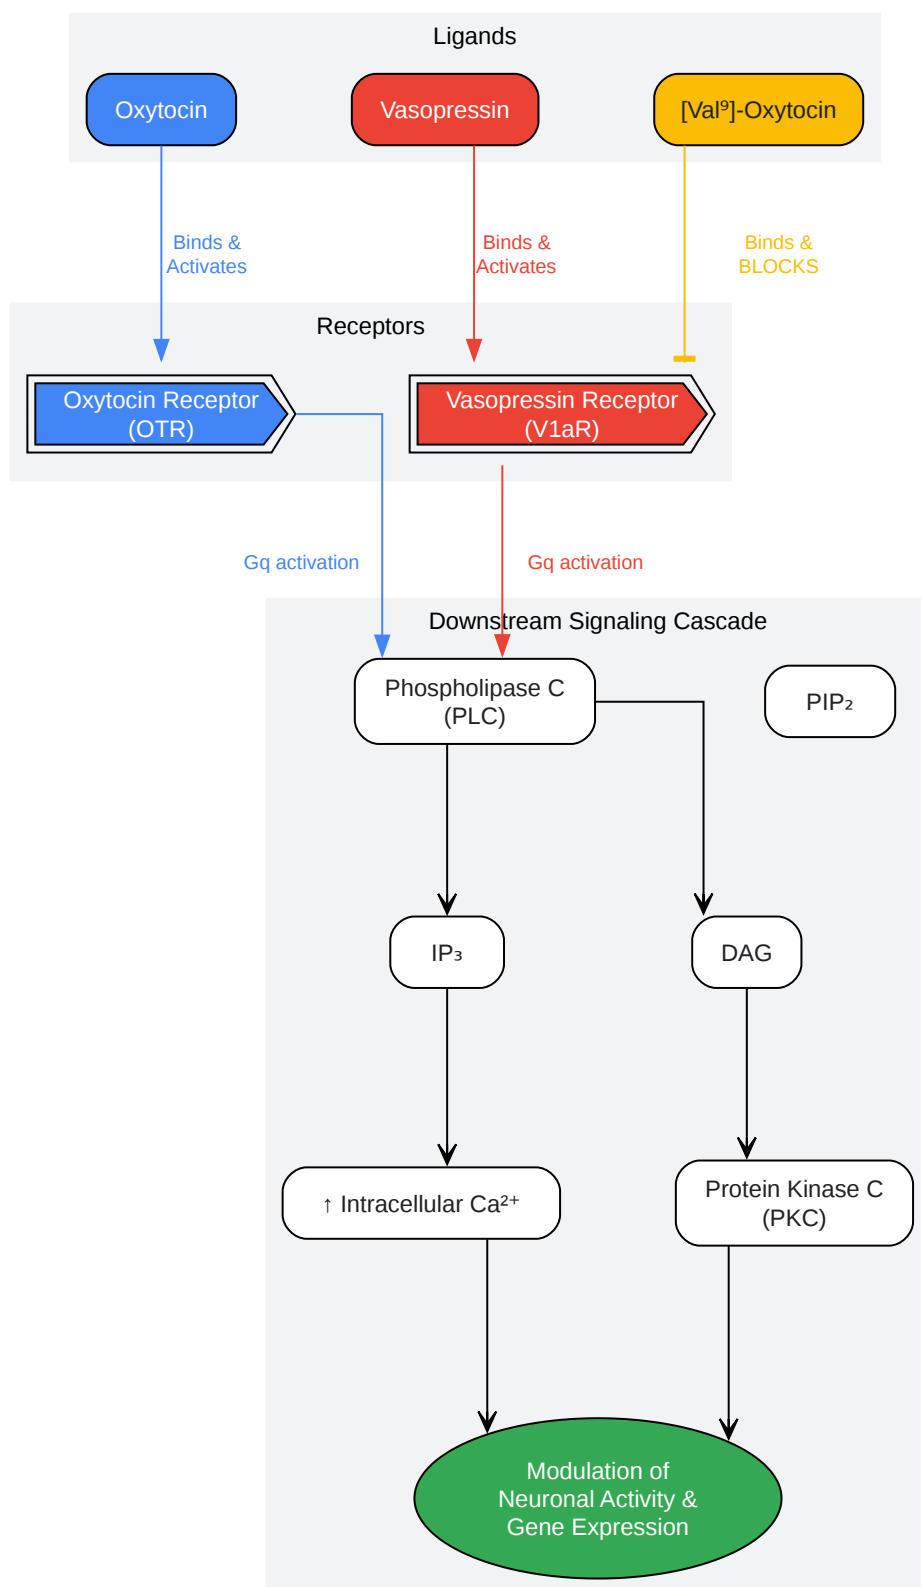 Ligands
Oxytocin
Vasopressin
[Val⁹]-Oxytocin
Binds &
Activates
Binds &
Activates
Binds &
BLOCKS
Receptors
Oxytocin Receptor
(OTR)
Vasopressin Receptor
(V1aR)
Gq activation
Gq activation
Downstream Signaling Cascade
Phospholipase C
(PLC)
PIP₂
IP₃
DAG
↑ Intracellular Ca²⁺
Protein Kinase C
(PKC)
Modulation of
Neuronal Activity &
Gene Expression